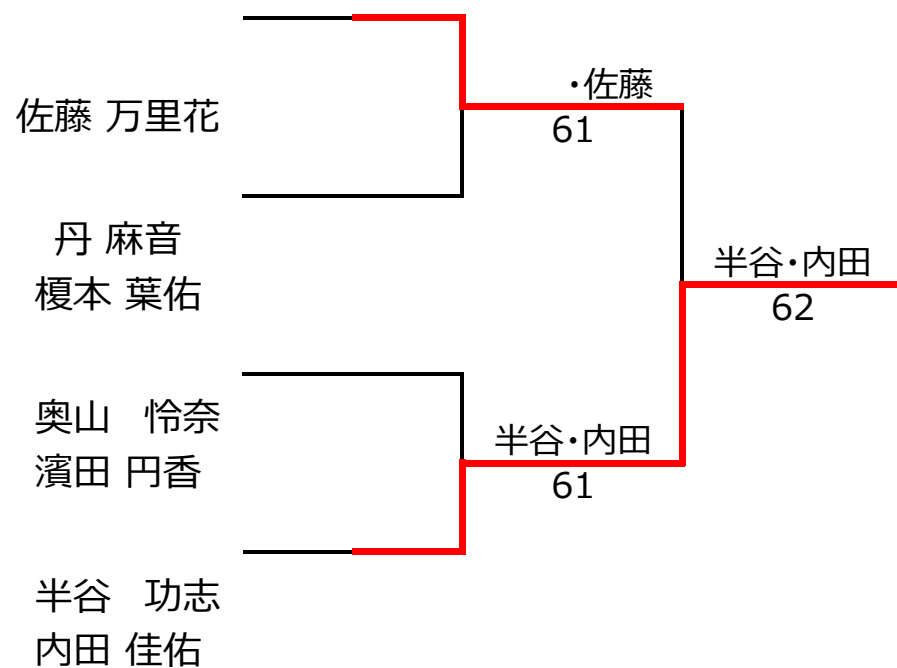 佐藤 万里花
丹 麻音
榎本 葉佑
奥山　怜奈
濱田 円香
半谷　功志
内田 佳佑
・佐藤
61
半谷・内田
61
半谷・内田
62